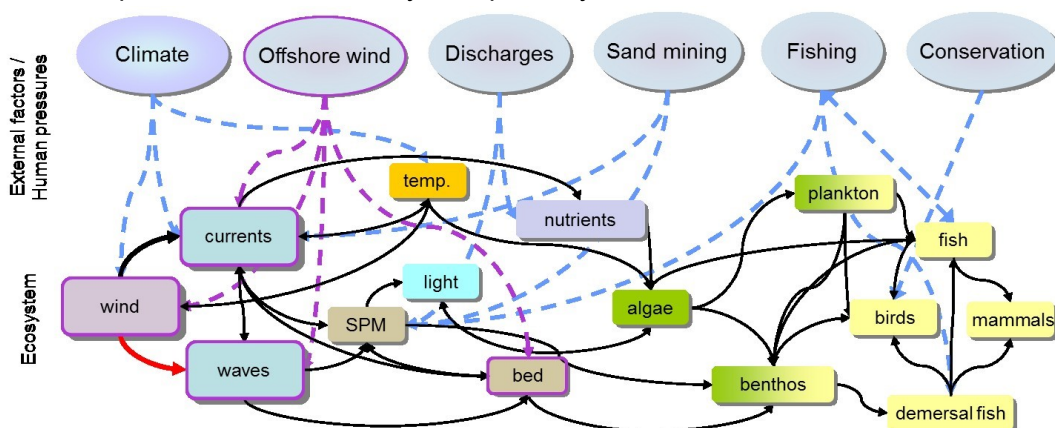 Climate
Offshore wind
Discharges
Sand mining
Fishing
Conservation
External factors /
Human pressures
temp.
plankton
nutrients
currents
fish
light
wind
algae
SPM
birds
mammals
Ecosystem
waves
bed
benthos
demersal fish